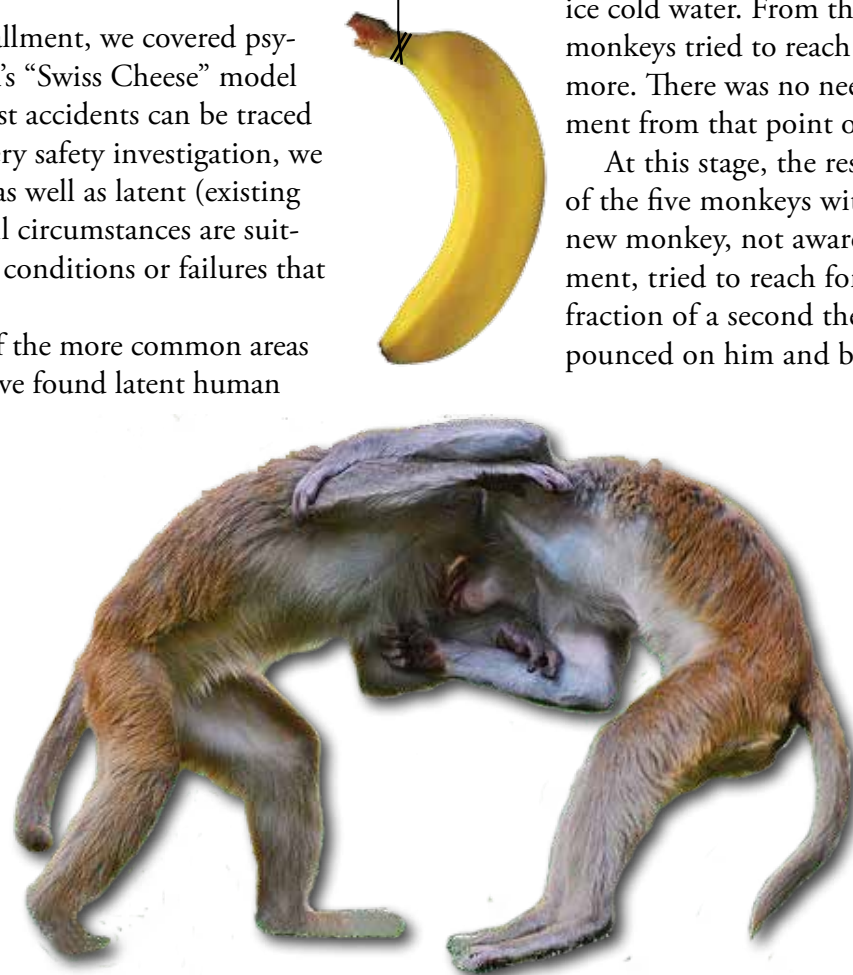 allment, we covered psy-
’s “Swiss Cheese” model
st accidents can be traced
ery safety investigation, we
as well as latent (existing
l circumstances are suit-
conditions or failures that
f the more common areas
ve found latent human
ice cold water. From th
monkeys tried to reach
more. There was no nee
ment from that point o
At this stage, the res
of the five monkeys wit
new monkey, not aware
ment, tried to reach for
fraction of a second the
pounced on him and b